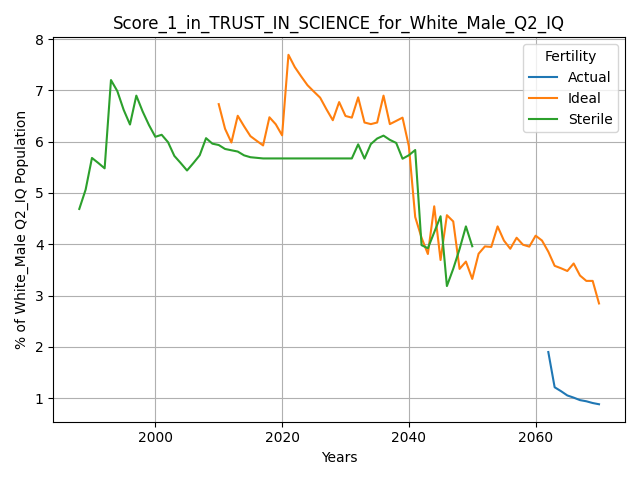 Score_1_in_TRUST_IN_SCIENCE_for_White_Male_Q2_IQ
8
7
6
5
4
3
2
1
% of White_Male Q2_IQ Population
Fertility
Actual
Ideal
Sterile
2000
2020
2040
2060
Years